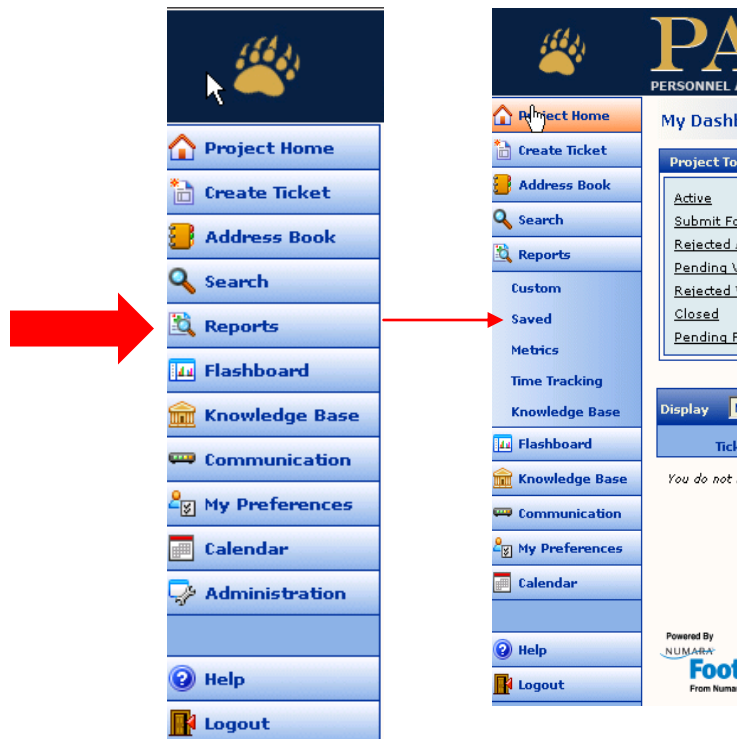 Project Home
Create Ticket
Address Book
Search
Reports
Flashboard
Knowledge Base
Communication
My Preferences
Calendar
Administration
Help
Logout
PA
PERSONNEL
Project Home
Create Ticket
Address Book
Search
Reports
Custom
Saved
Metrics
Time Tracking
Knowledge Base
Flashboard
Knowledge Base
Communication
My Preferences
Calendar
Help
Logout
My Dash
Project To
Active
Submit Fo
Rejected
Pending
Rejected
Closed
Pending
Display
Tick
You do not
Powered By
NUMARA
Foot
From Numa